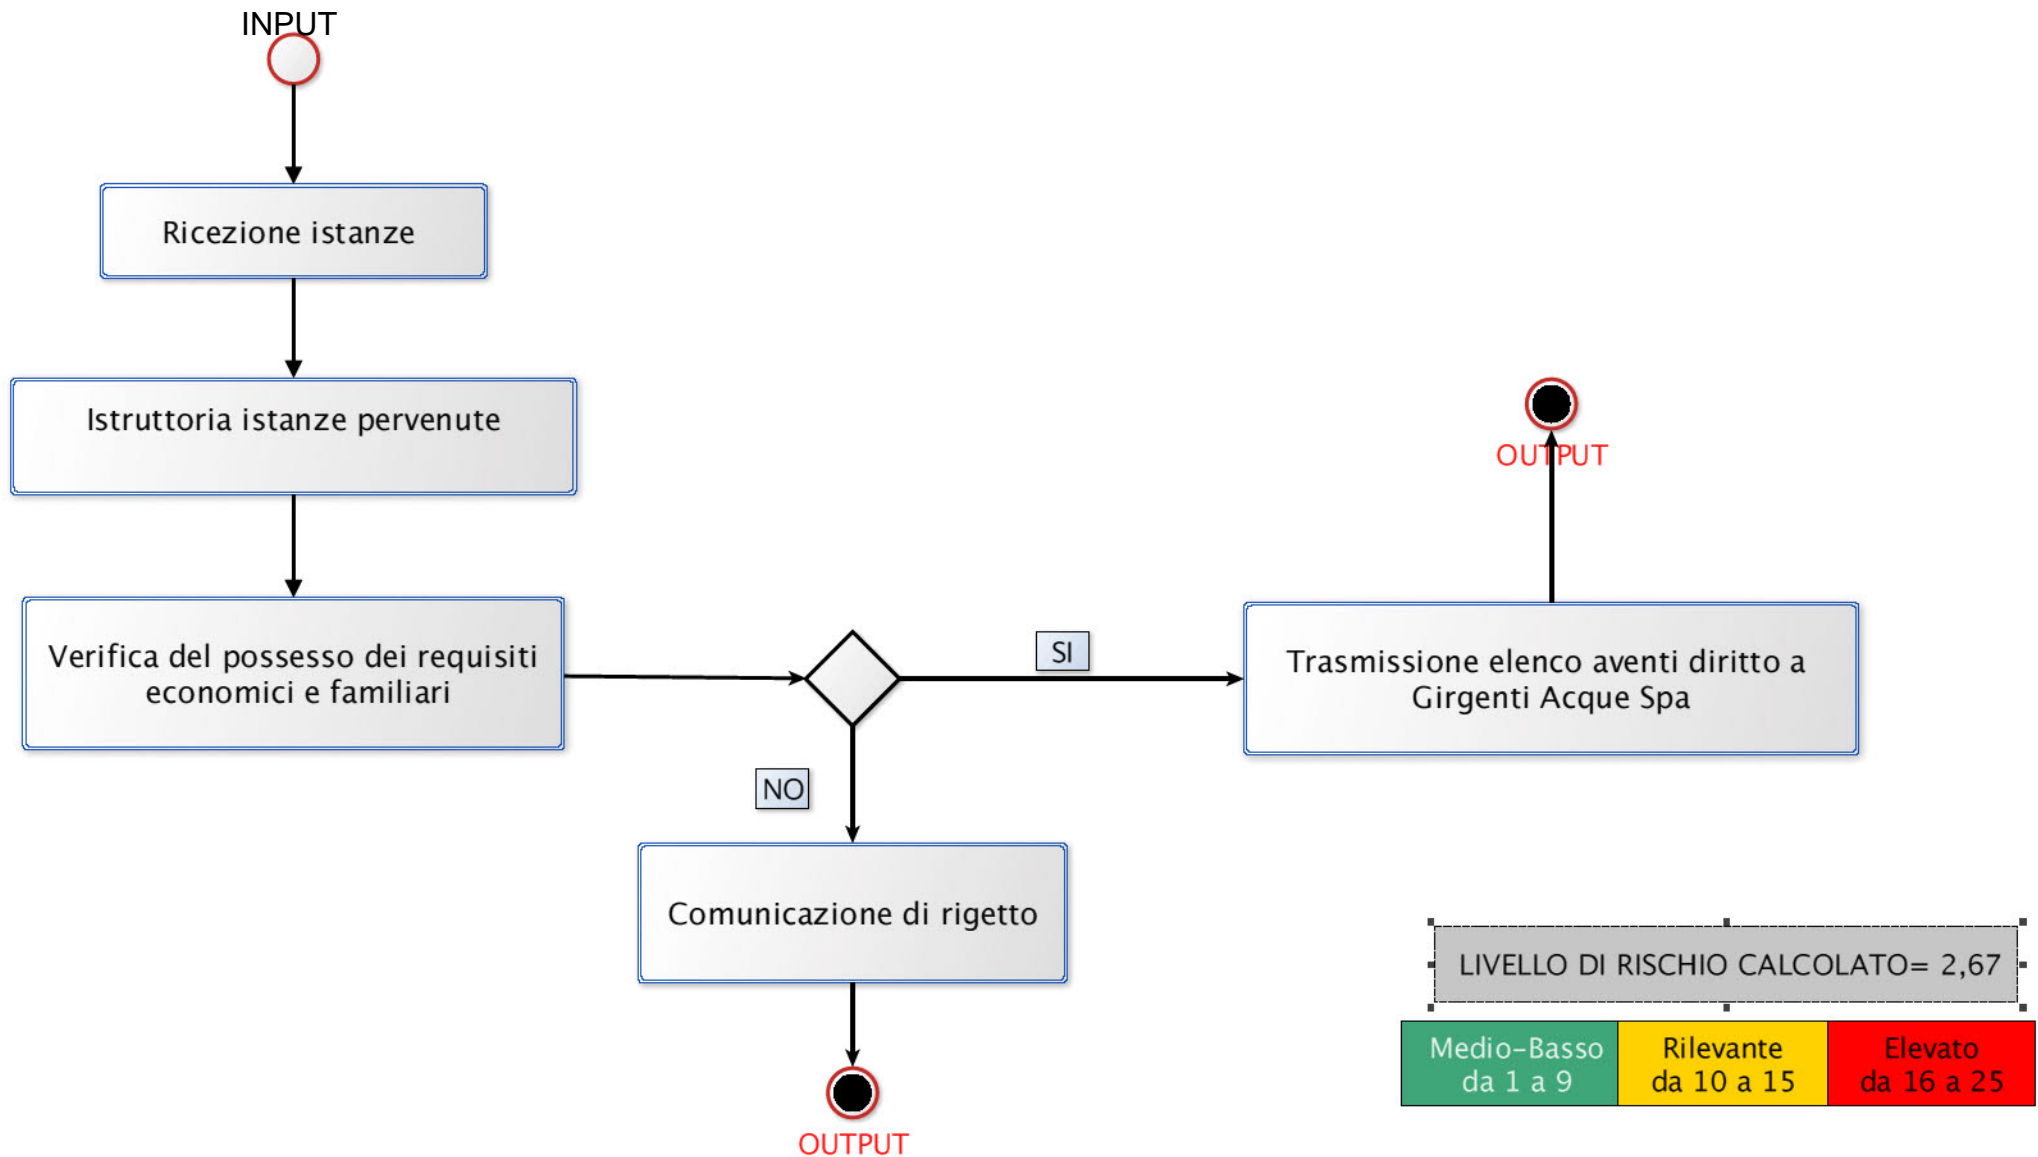 INPUT
Ricezione istanze
Istruttoria istanze pervenute
OUTPUT
Verifica del possesso dei requisiti
economici e familiari
SI
Trasmissione elenco aventi diritto a
Girgenti Acque Spa
NO
Comunicazione di rigetto
OUTPUT
LIVELLO DI RISCHIO CALCOLATO= 2,67
Medio-Basso
da 1 a 9
Rilevante
da 10 a 15
Elevato
da 16 a 25